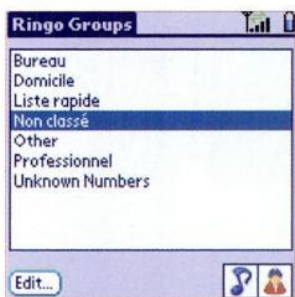 Ringo Groups
Bureau
Domicile
Liste rapide
Non classé
Other
Professionnel
Unknown Numbers
Edit...